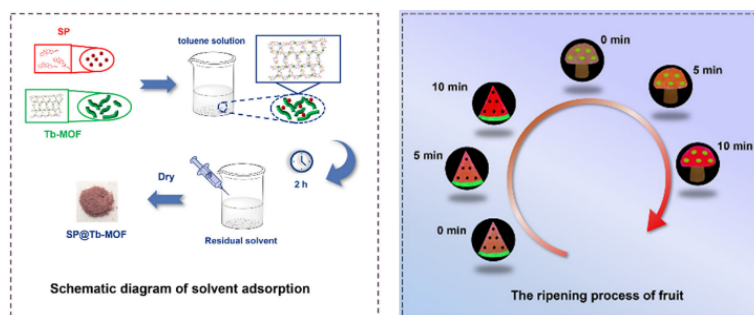 SP
toluene solution
Tb-MOF
2 h
Dry
SP@Tb-MOF
Residual solvent
Schematic diagram of solvent adsorption
0 min
5 min
10 min
10 min
5 min
0 min
The ripening process of fruit